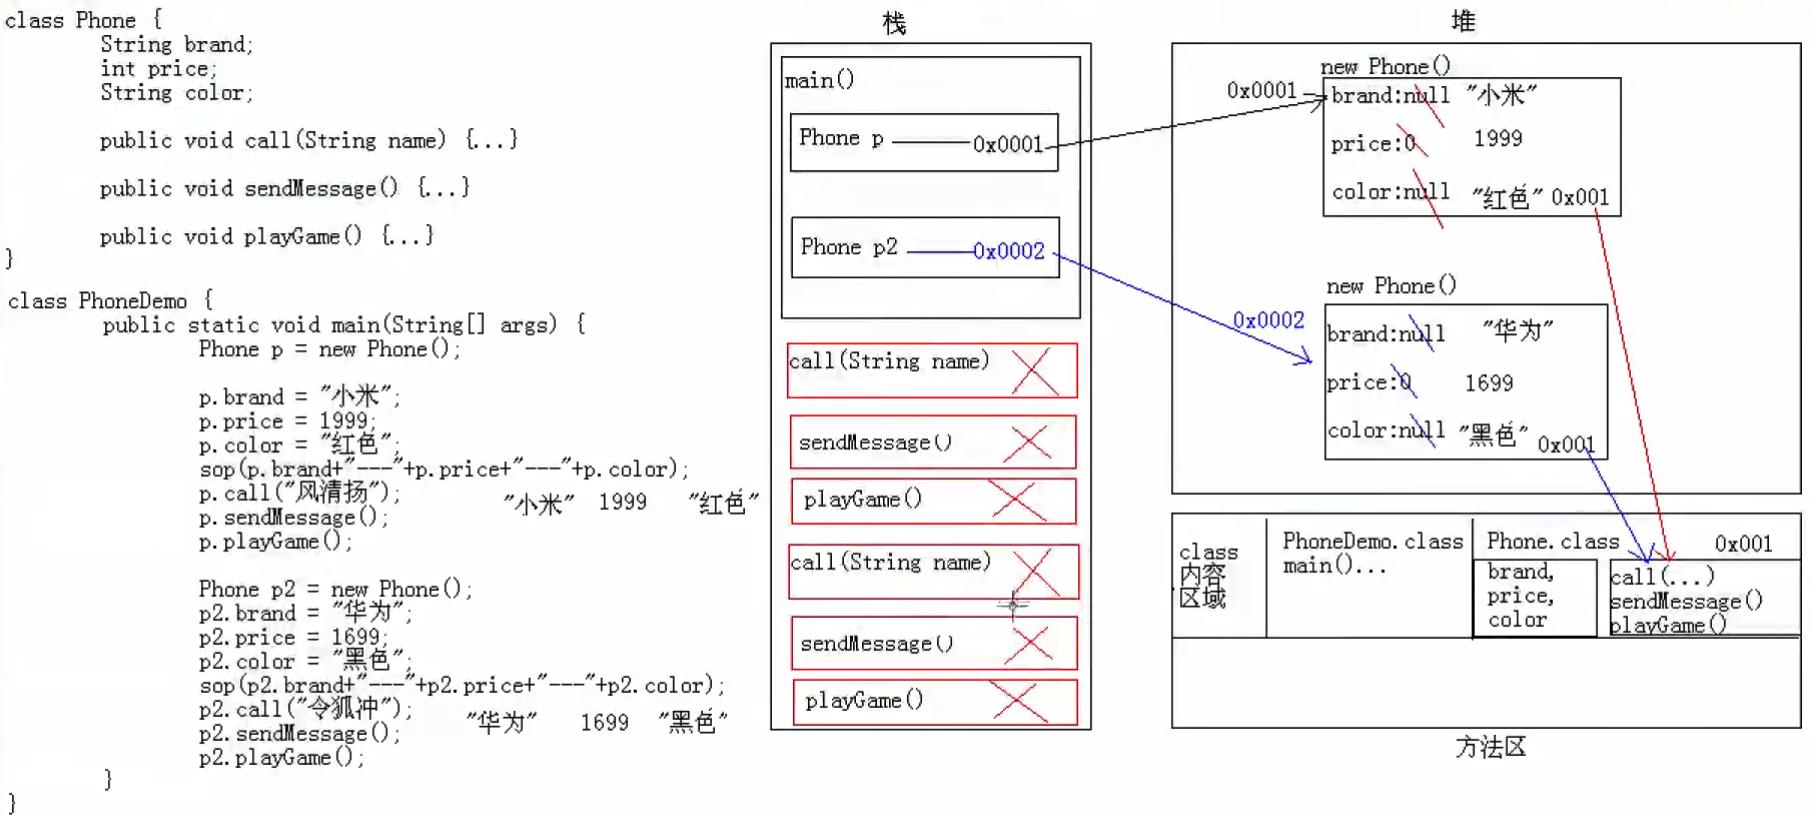 class Phone {
String brand;
int price;
String color;
public void call(String name) {...}
public void sendMessage() {...}
public void playGame() {...}
}
class PhoneDemo {
public static void main(String[] args) {
Phone p = new Phone();
p.brand = "小米";
p.price = 1999;
p.color = "红色";
sop(p.brand+"---"+p.price+"---"+p.color);
p.call("风清扬");
"小米" 1999 "红色"
p.sendMessage();
p.playGame();
Phone p2 = new Phone();
p2.brand = "华为";
p2.price = 1699;
p2.color = "黑色";
sop(p2.brand+"---"+p2.price+"---"+p2.color);
p2.call("令狐冲");
"华为" 1699 "黑色"
p2.sendMessage();
p2.playGame();
}
}
栈
main()
Phone p 0x0001
Phone p2 0x0002
call(String name)
sendMessage()
playGame()
call(String name)
sendMessage()
playGame()
堆
new Phone()
0x0001
brand:null "小米"
price:0 1999
color:null "红色" 0x001
new Phone()
0x0002
brand:null "华为"
price:0 1699
color:null "黑色" 0x001
class
内容
区域
PhoneDemo.class
main()...
Phone.class 0x001
brand,
price,
color
call(...)
sendMessage()
playGame()
方法区